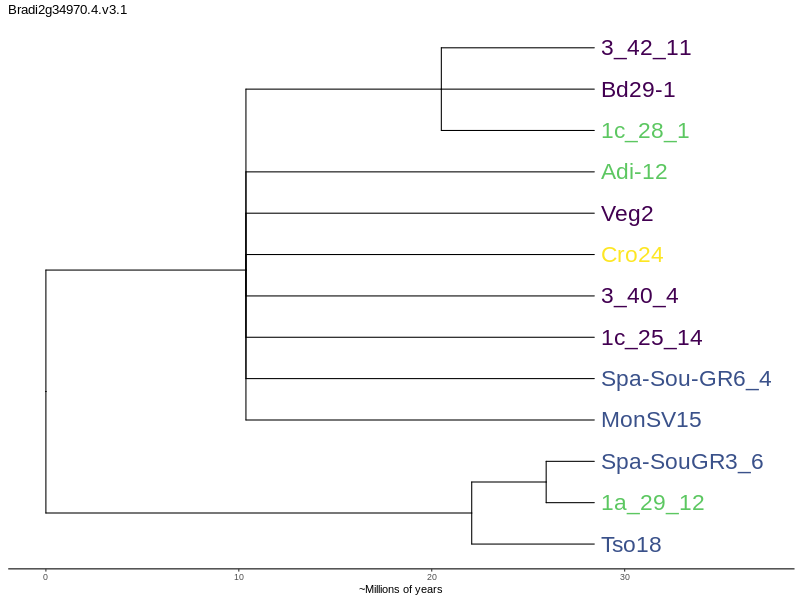 Bradi2g34970.4.v3.1
3_42_11
Bd29-1
1c_28_1
Adi-12
Veg2
Cro24
3_40_4
1c_25_14
Spa-Sou-GR6_4
MonSV15
Spa-SouGR3_6
1a_29_12
Tso18
0 10 20 30
~Millions of years